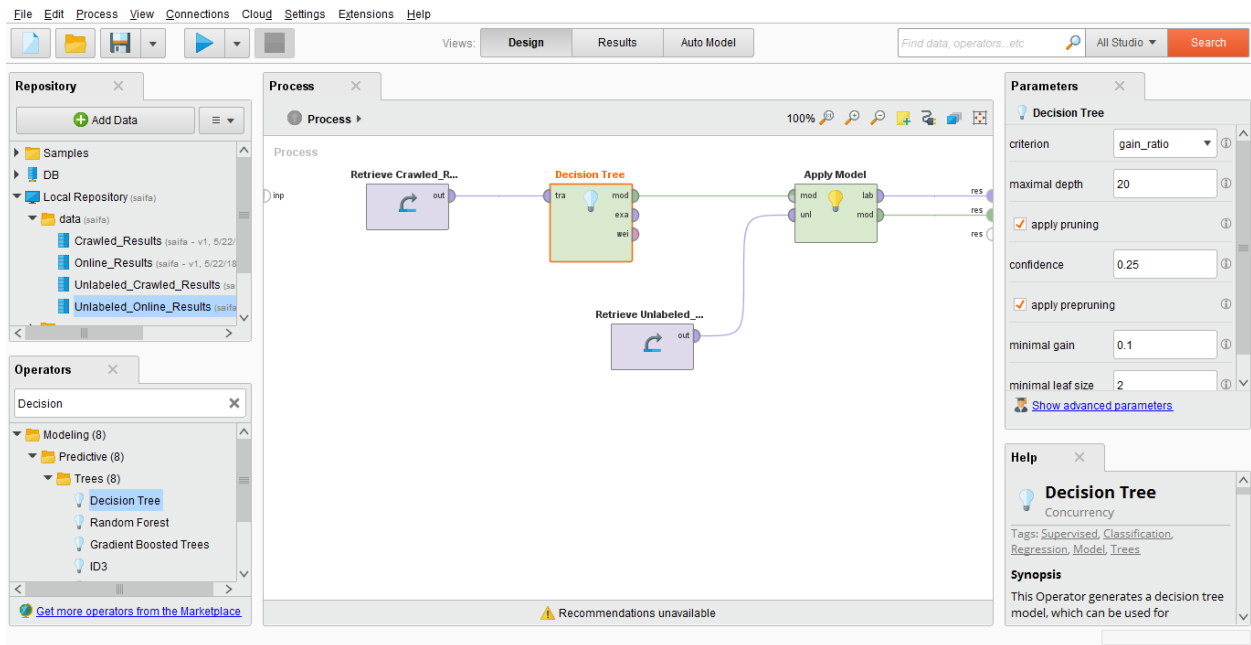 File Edit Process View Connections Cloud Settings Extensions Help
Views: Design Results Auto Model
Find data, operators...etc
All Studio
Search
Repository
Add Data
Samples
DB
Local Repository (saifa)
data (saifa)
Crawled_Results (saifa - v1, 5/22/
Online_Results (saifa - v1, 5/22/18
Unlabeled_Crawled_Results (sa
Unlabeled_Online_Results (saifa
Operators
Decision
Modeling (8)
Predictive (8)
Trees (8)
Decision Tree
Random Forest
Gradient Boosted Trees
ID3
Get more operators from the Marketplace
Process
Process
100%
Process
inp
Retrieve Crawled_R...
out
Decision Tree
tra mod
exa
wei
Apply Model
mod lab
unl mod
res
res
res
Retrieve Unlabeled_...
out
Recommendations unavailable
Parameters
Decision Tree
criterion gain_ratio
maximal depth 20
apply pruning
confidence 0.25
apply prepruning
minimal gain 0.1
minimal leaf size 2
Show advanced parameters
Help
Decision Tree
Concurrency
Tags: Supervised, Classification,
Regression, Model, Trees
Synopsis
This Operator generates a decision tree
model, which can be used for